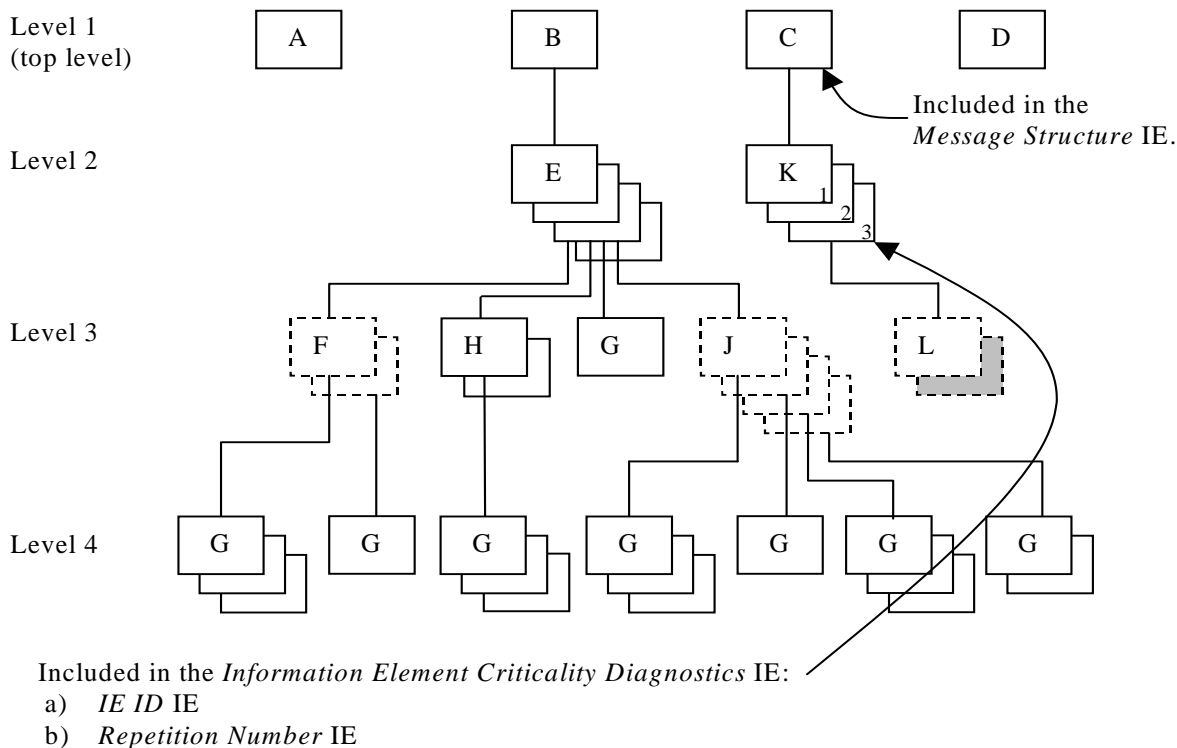 Level 1
(top level)
A
B
C
D
Included in the
Message Structure IE.
Level 2
E
K
1
2
3
Level 3
F
H
G
J
L
Level 4
G
G
G
G
G
G
G
Included in the Information Element Criticality Diagnostics IE:
a) IE ID IE
b) Repetition Number IE